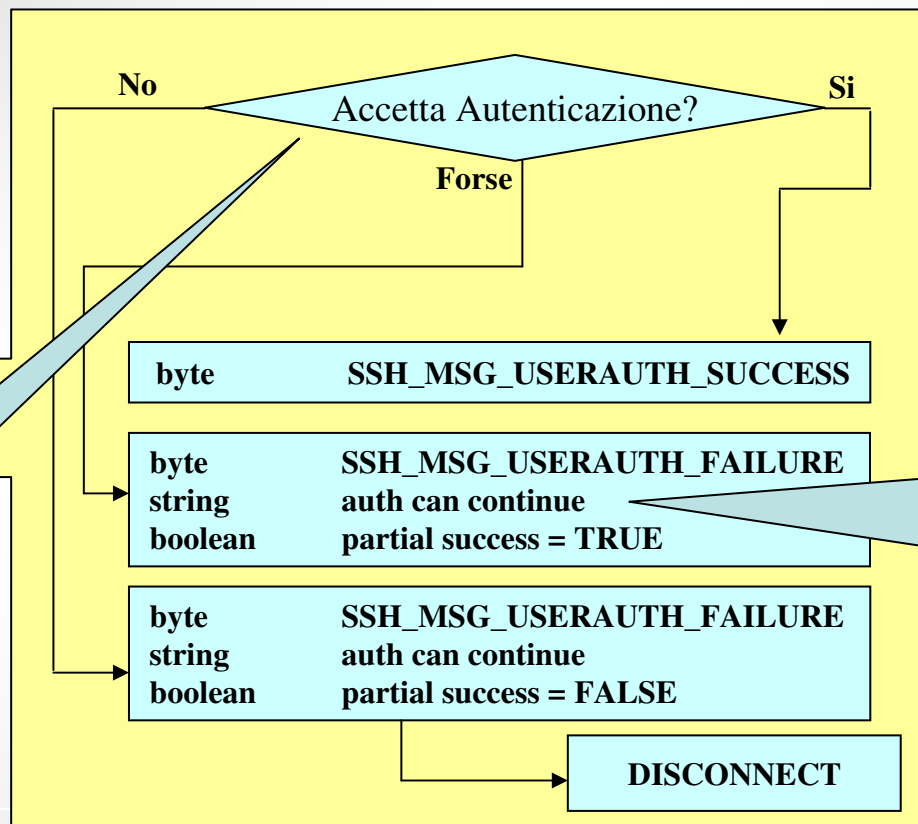 No
Si
Accetta Autenticazione?
Forse
byte SSH_MSG_USERAUTH_SUCCESS
byte SSH_MSG_USERAUTH_FAILURE
string auth can continue
boolean partial success = TRUE
byte SSH_MSG_USERAUTH_FAILURE
string auth can continue
boolean partial success = FALSE
DISCONNECT